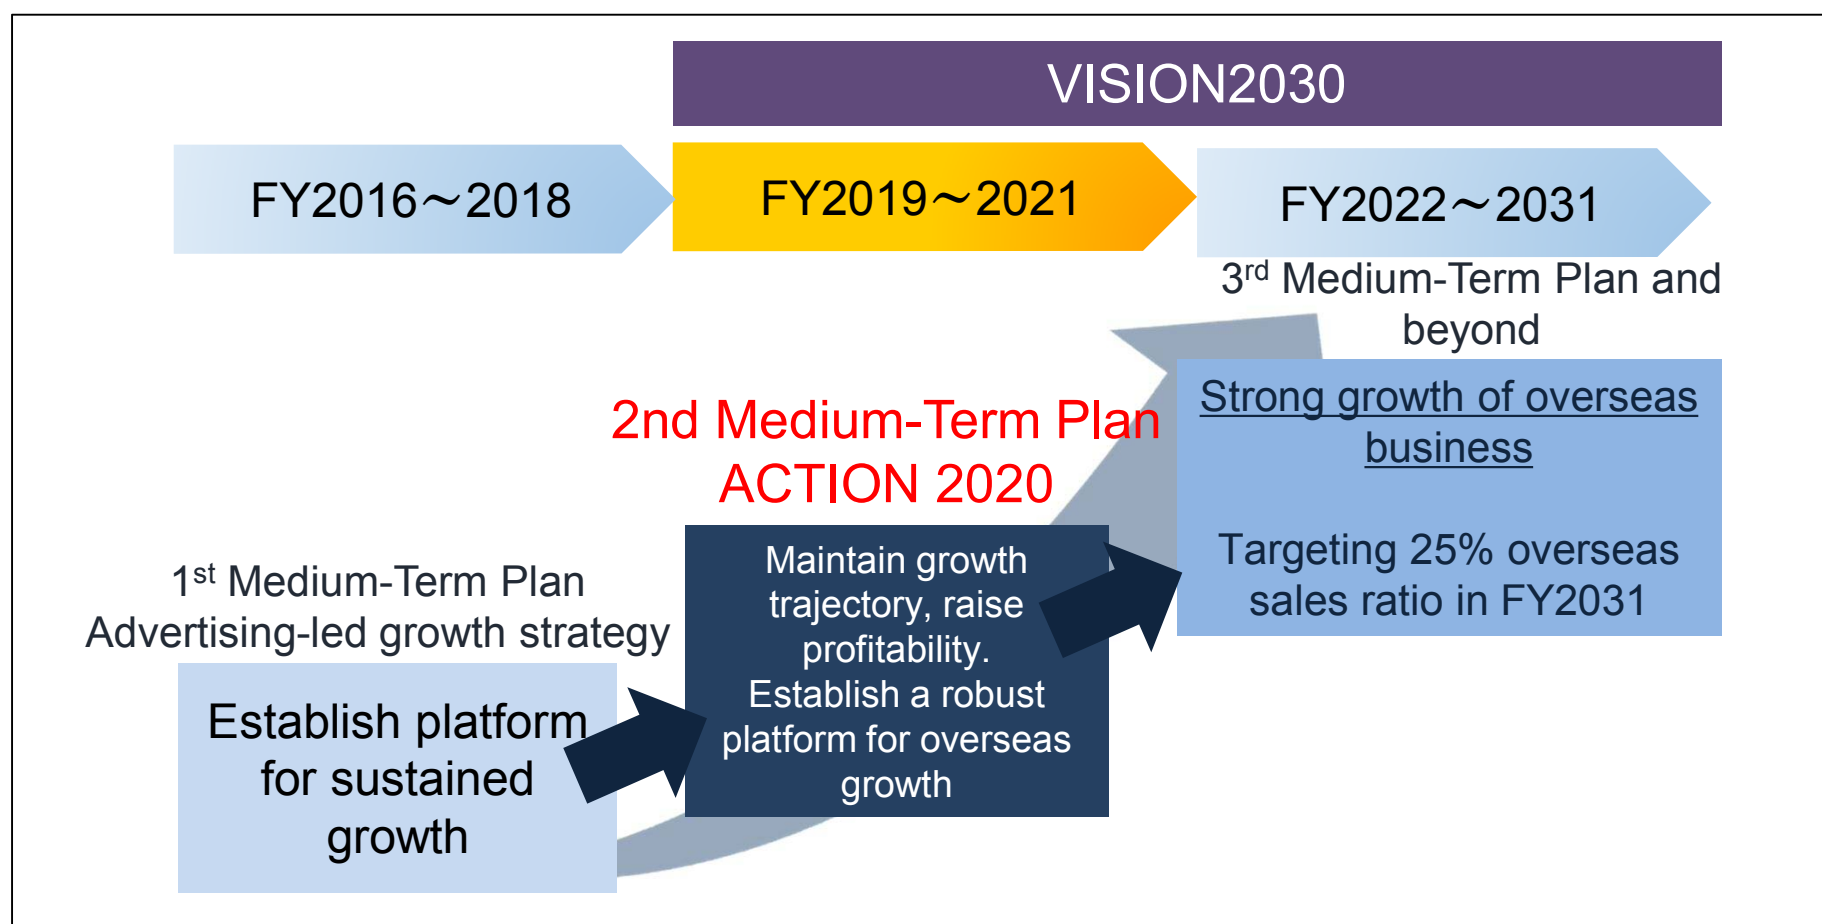 VISION2030
FY2016～2018
FY2019～2021
FY2022～2031
1st Medium-Term Plan
Advertising-led growth strategy
Establish platform
for sustained
growth
2nd Medium-Term Plan
ACTION 2020
Maintain growth
trajectory, raise
profitability.
Establish a robust
platform for overseas
growth
3rd Medium-Term Plan and
beyond
Strong growth of overseas
business
Targeting 25% overseas
sales ratio in FY2031